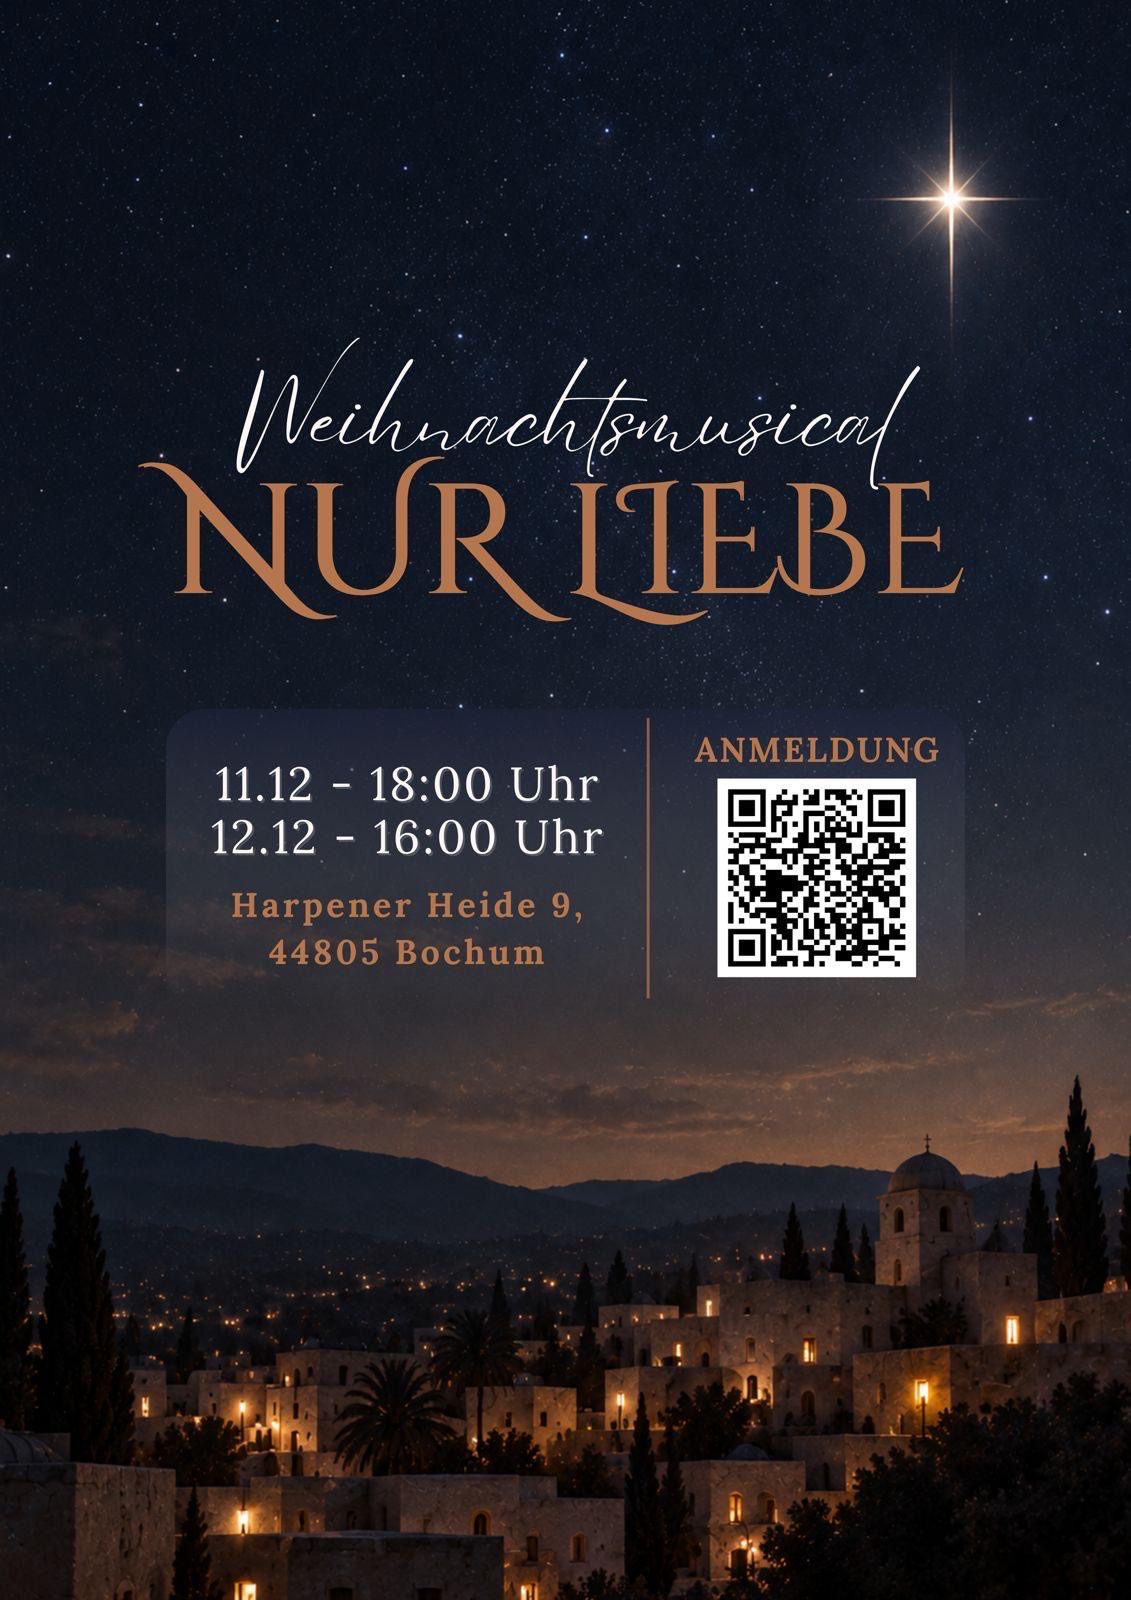 Weihnachtsmusical
NUR LIEBE
11.12 - 18:00 Uhr
12.12 - 16:00 Uhr
Harpener Heide 9,
44805 Bochum
ANMELDUNG